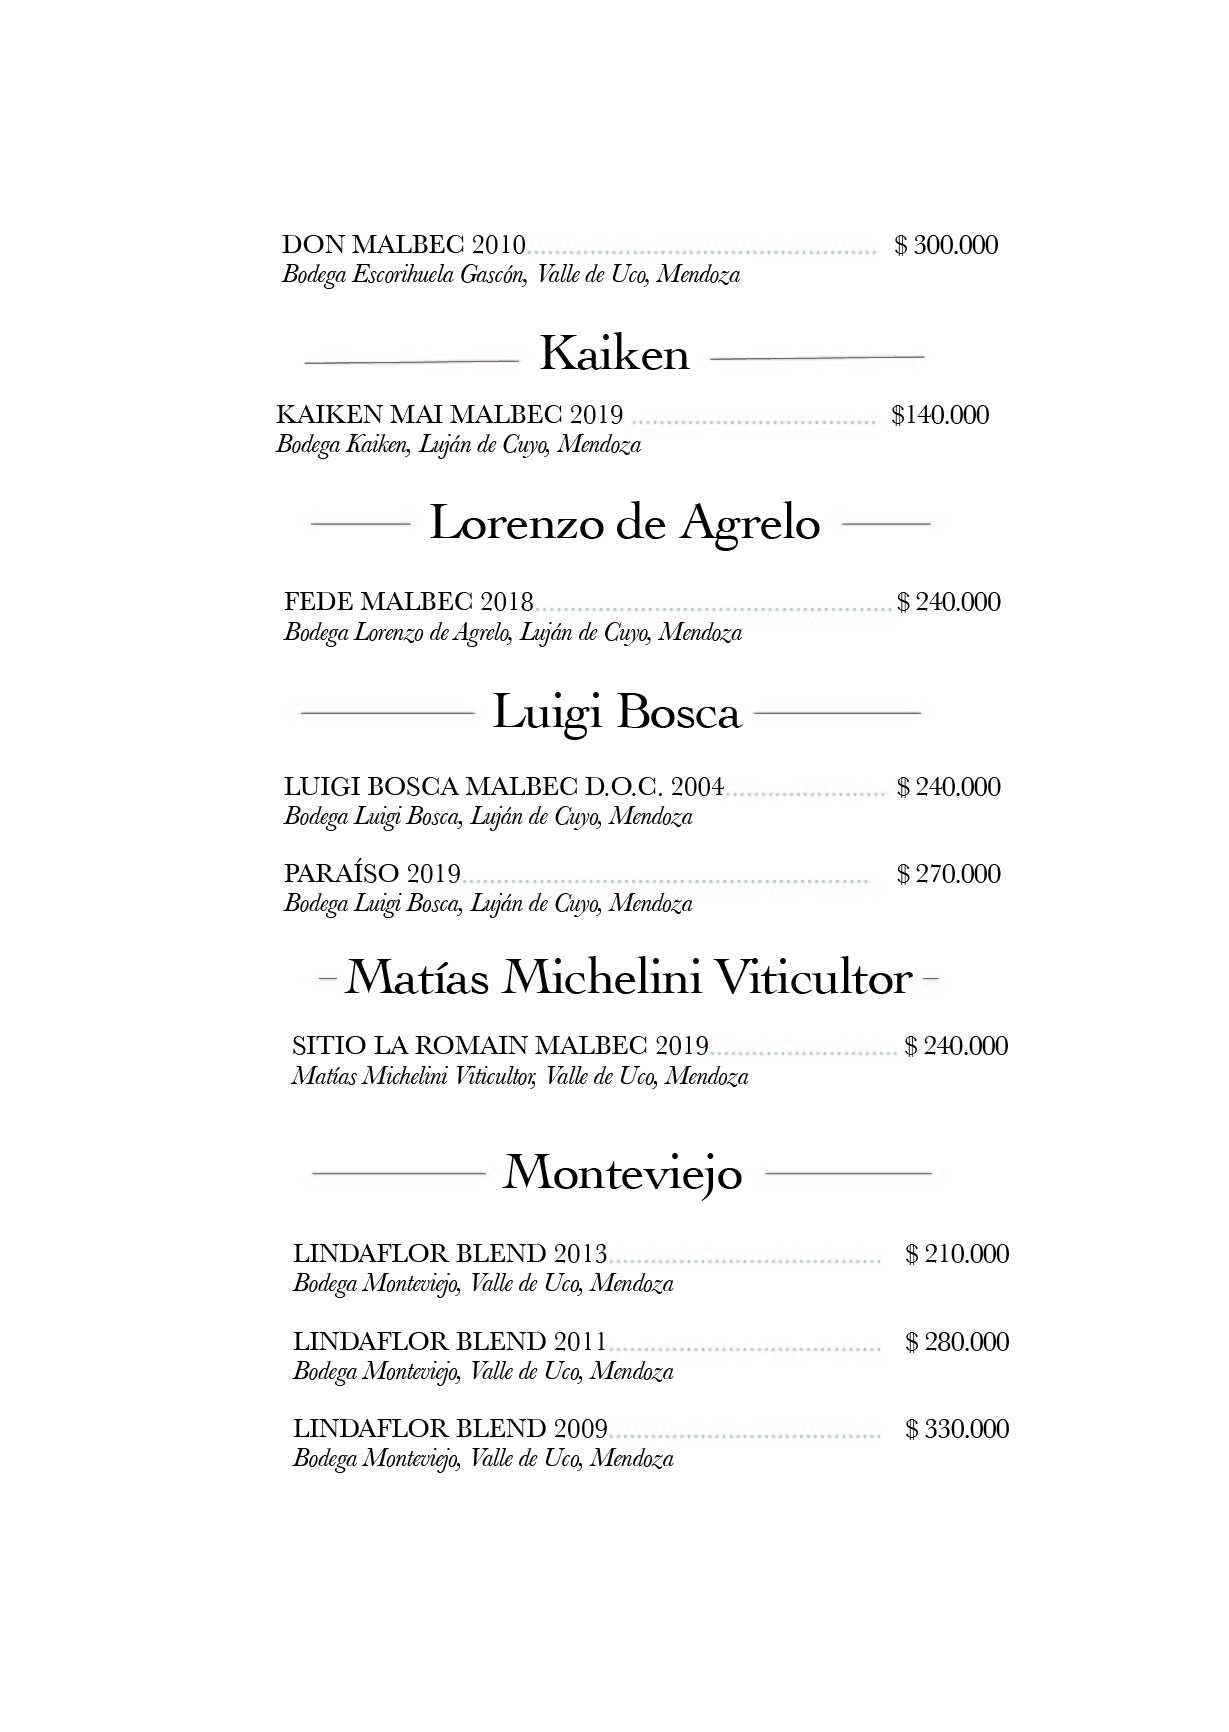 DON MALBEC 2010 $ 300.000
Bodega Escorihuela Gascón, Valle de Uco, Mendoza
Kaiken
KAIKEN MAI MALBEC 2019 $140.000
Bodega Kaiken, Luján de Cuyo, Mendoza
Lorenzo de Agrelo
FEDE MALBEC 2018 $ 240.000
Bodega Lorenzo de Agrelo, Luján de Cuyo, Mendoza
Luigi Bosca
LUIGI BOSCA MALBEC D.O.C. 2004 $ 240.000
Bodega Luigi Bosca, Luján de Cuyo, Mendoza
PARAÍSO 2019 $ 270.000
Bodega Luigi Bosca, Luján de Cuyo, Mendoza
Matías Michelini Viticultor
SITIO LA ROMAIN MALBEC 2019 $ 240.000
Matías Michelini Viticultor, Valle de Uco, Mendoza
Monteviejo
LINDAFLOR BLEND 2013 $ 210.000
Bodega Monteviejo, Valle de Uco, Mendoza
LINDAFLOR BLEND 2011 $ 280.000
Bodega Monteviejo, Valle de Uco, Mendoza
LINDAFLOR BLEND 2009 $ 330.000
Bodega Monteviejo, Valle de Uco, Mendoza